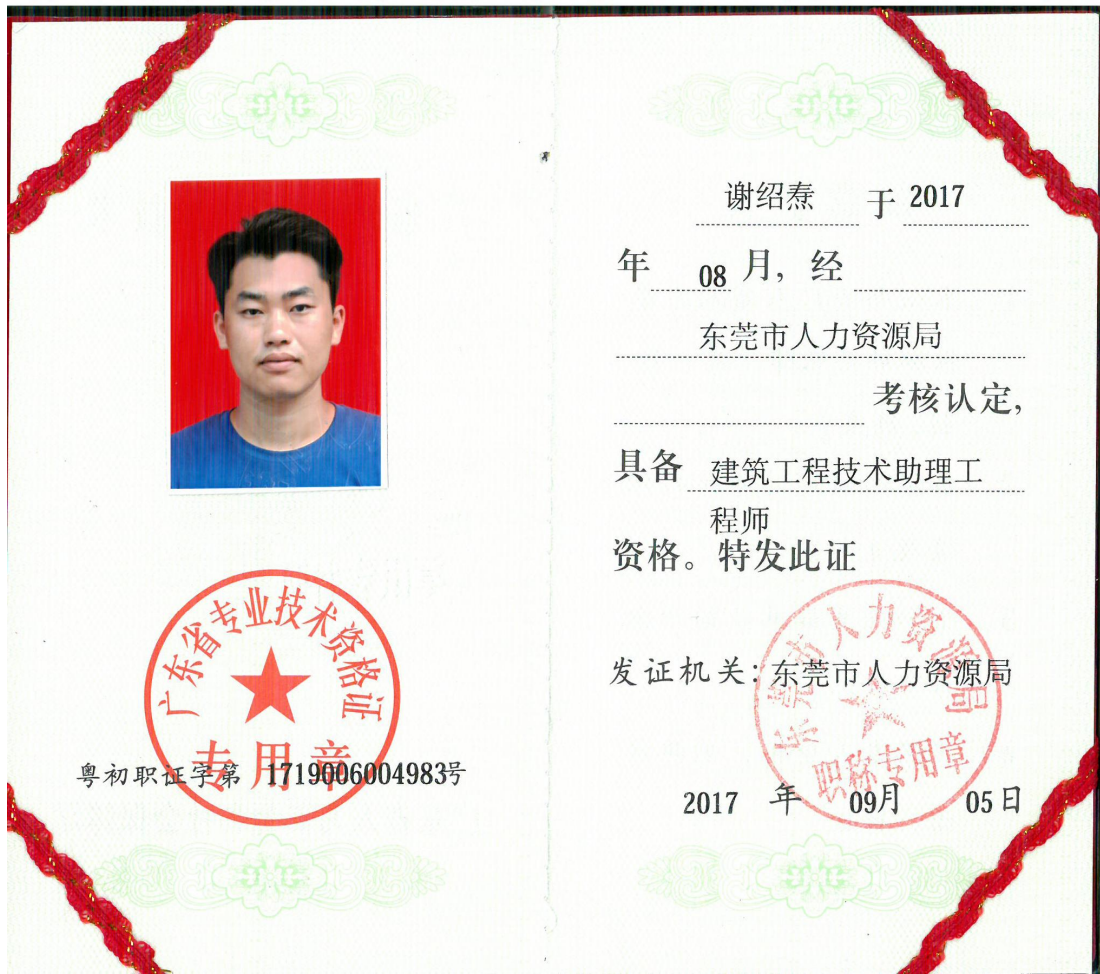 广东省专业技术资格证
专用章
粤初职证字第 1719006004983号
谢绍焘 于 2017
年 08 月，经
东莞市人力资源局
考核认定，
具备 建筑工程技术助理工
程师
资格。特发此证
发证机关：东莞市人力资源局
东莞市人力资源局
职称专用章
2017 年 09月 05日